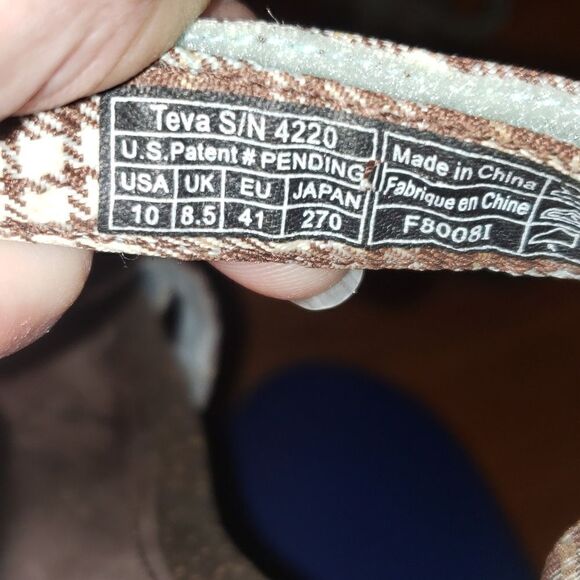 Teva S/N 4220
U.S.Patent # PENDING
USA UK EU JAPAN
10 8.5 41 270
Made in China
Fabrique en Chine
F8008I